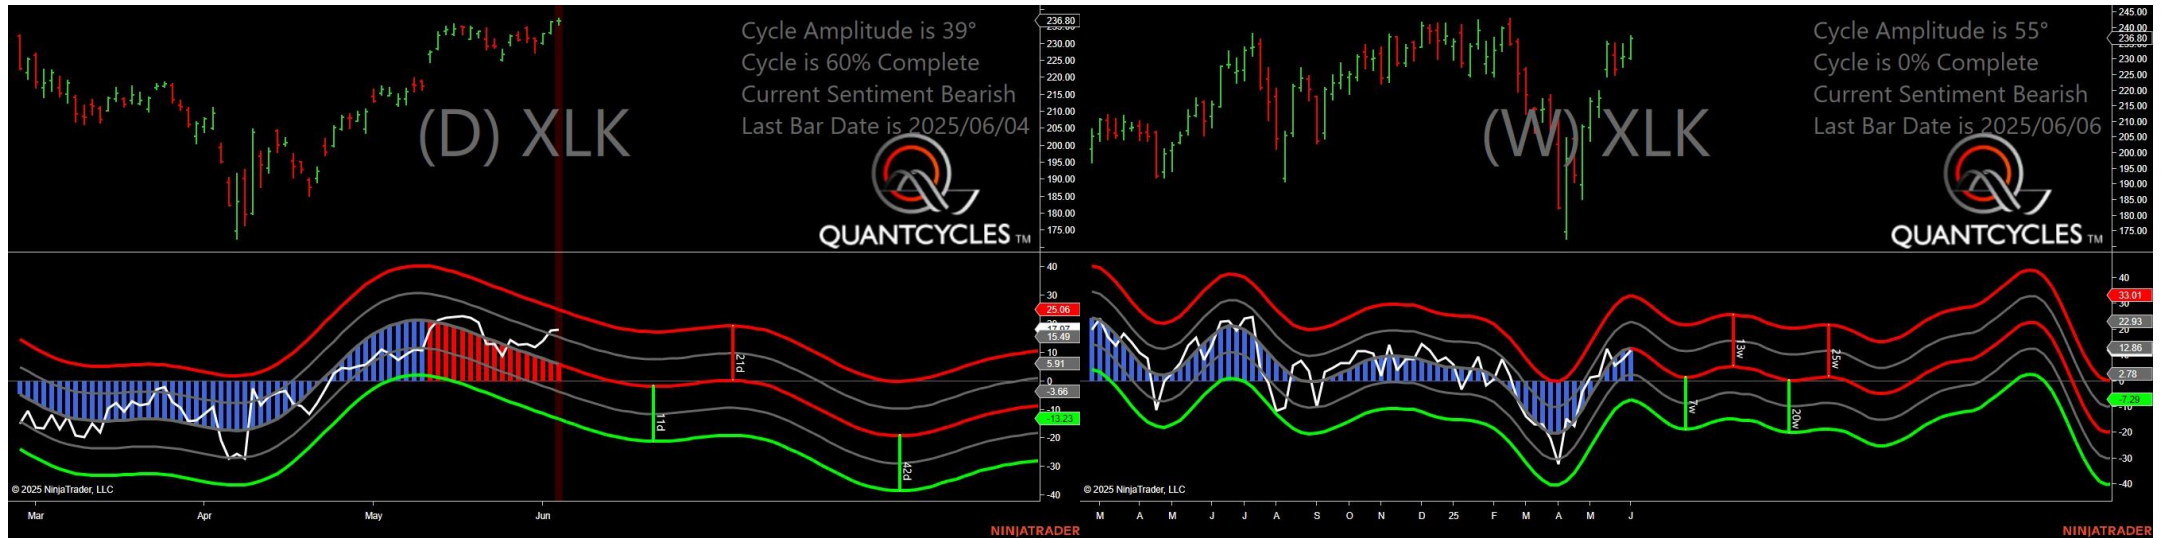 Cycle Amplitude is 39°
Cycle is 60% Complete
Current Sentiment Bearish
Last Bar Date is 2025/06/04
(D) XLK
QUANTCYCLES TM
236.80
230.00
225.00
220.00
215.00
210.00
205.00
200.00
195.00
190.00
185.00
180.00
175.00
40
30
25.06
15.49
10
5.91
0
-3.66
-10
-13.23
-20
-30
-40
11d
21d
42d
© 2025 NinjaTrader, LLC
Mar Apr May Jun
NINJATRADER
Cycle Amplitude is 55°
Cycle is 0% Complete
Current Sentiment Bearish
Last Bar Date is 2025/06/06
(W) XLK
QUANTCYCLES TM
245.00
240.00
236.80
230.00
225.00
220.00
215.00
210.00
205.00
200.00
195.00
190.00
185.00
180.00
175.00
40
33.01
30
22.93
20
12.86
2.78
0
-7.29
-10
-20
-30
-40
7w
13w
20w
25w
© 2025 NinjaTrader, LLC
M A M J J A S O N D 25 F M A M J
NINJATRADER